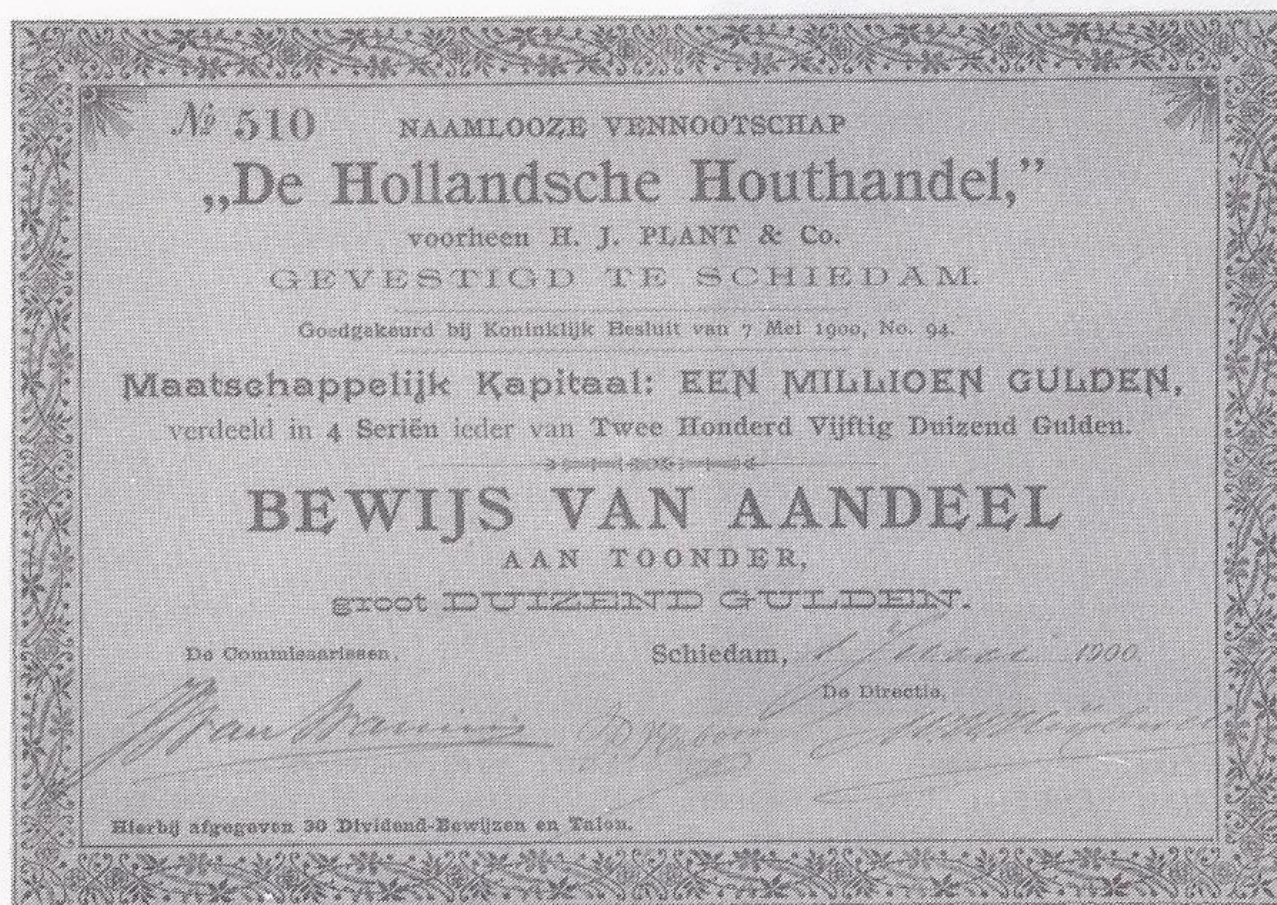 № 510 NAAMLOOZE VENNOOTSCHAP
„De Hollandsche Houthandel,”
voorheen H. J. PLANT & Co.
GEVESTIGD TE SCHIEDAM.
Goedgekeurd bij Koninklijk Besluit van 7 Mei 1900, No. 94.
Maatschappelijk Kapitaal: EEN MILLIOEN GULDEN,
verdeeld in 4 Seriën ieder van Twee Honderd Vijftig Duizend Gulden.
BEWIJS VAN AANDEEL
AAN TOONDER,
groot DUIZEND GULDEN.
De Commissarissen, Schiedam, 1 1900.
De Directie,
Hierbij afgegeven 30 Dividend-Bewijzen en Talon.